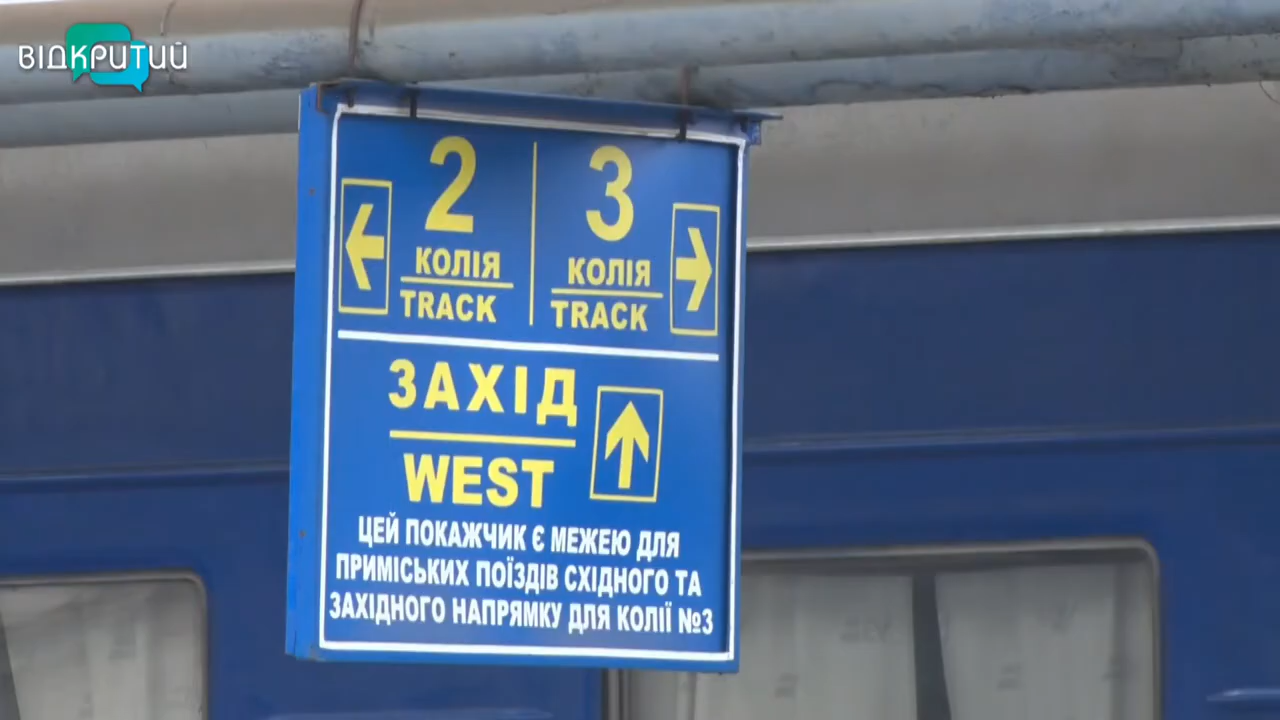 ВІДКРИТИЙ
2 3
КОЛІЯ КОЛІЯ
TRACK TRACK
ЗАХІД
WEST
ЦЕЙ ПОКАЖЧИК Є МЕЖЕЮ ДЛЯ
ПРИМІСЬКИХ ПОЇЗДІВ СХІДНОГО ТА
ЗАХІДНОГО НАПРЯМКУ ДЛЯ КОЛІЇ №3